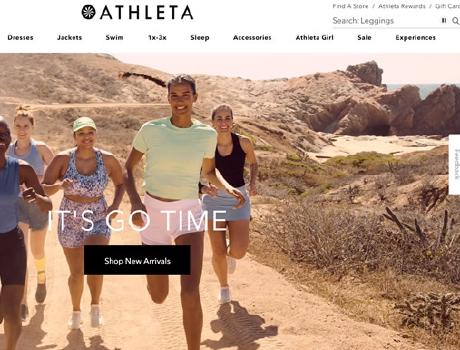 ATHLETA
Find A Store / Athleta Rewards / Gift Card
Search: Leggings
Dresses Jackets Swim 1x-3x Sleep Accessories Athleta Girl Sale Experiences
Feedback
IT'S GO TIME
Shop New Arrivals